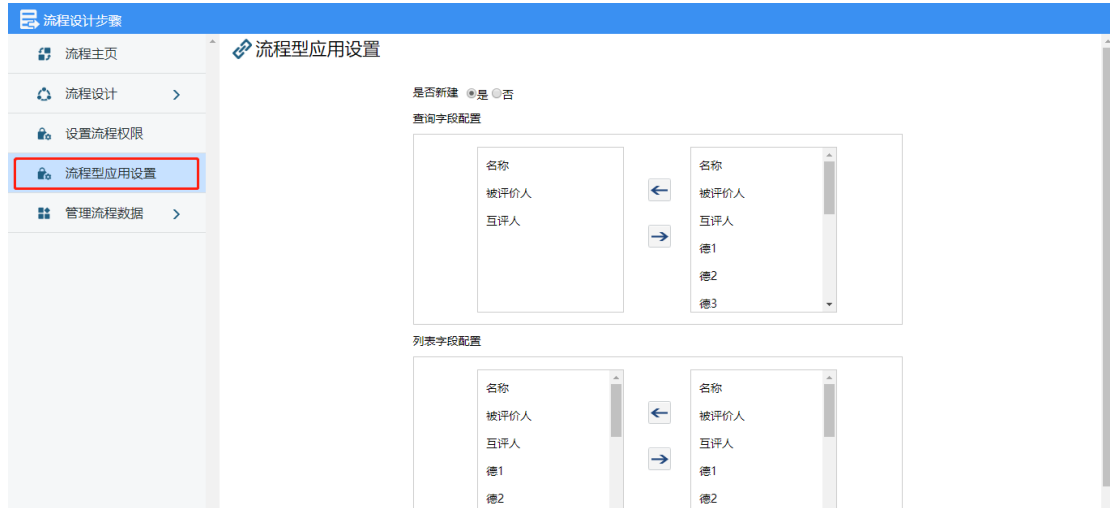 流程设计步骤
流程主页
流程设计
设置流程权限
流程型应用设置
管理流程数据
流程型应用设置
是否新建 是 否
查询字段配置
名称
被评价人
互评人
名称
被评价人
互评人
德1
德2
德3
列表字段配置
名称
被评价人
互评人
德1
德2
名称
被评价人
互评人
德1
德2